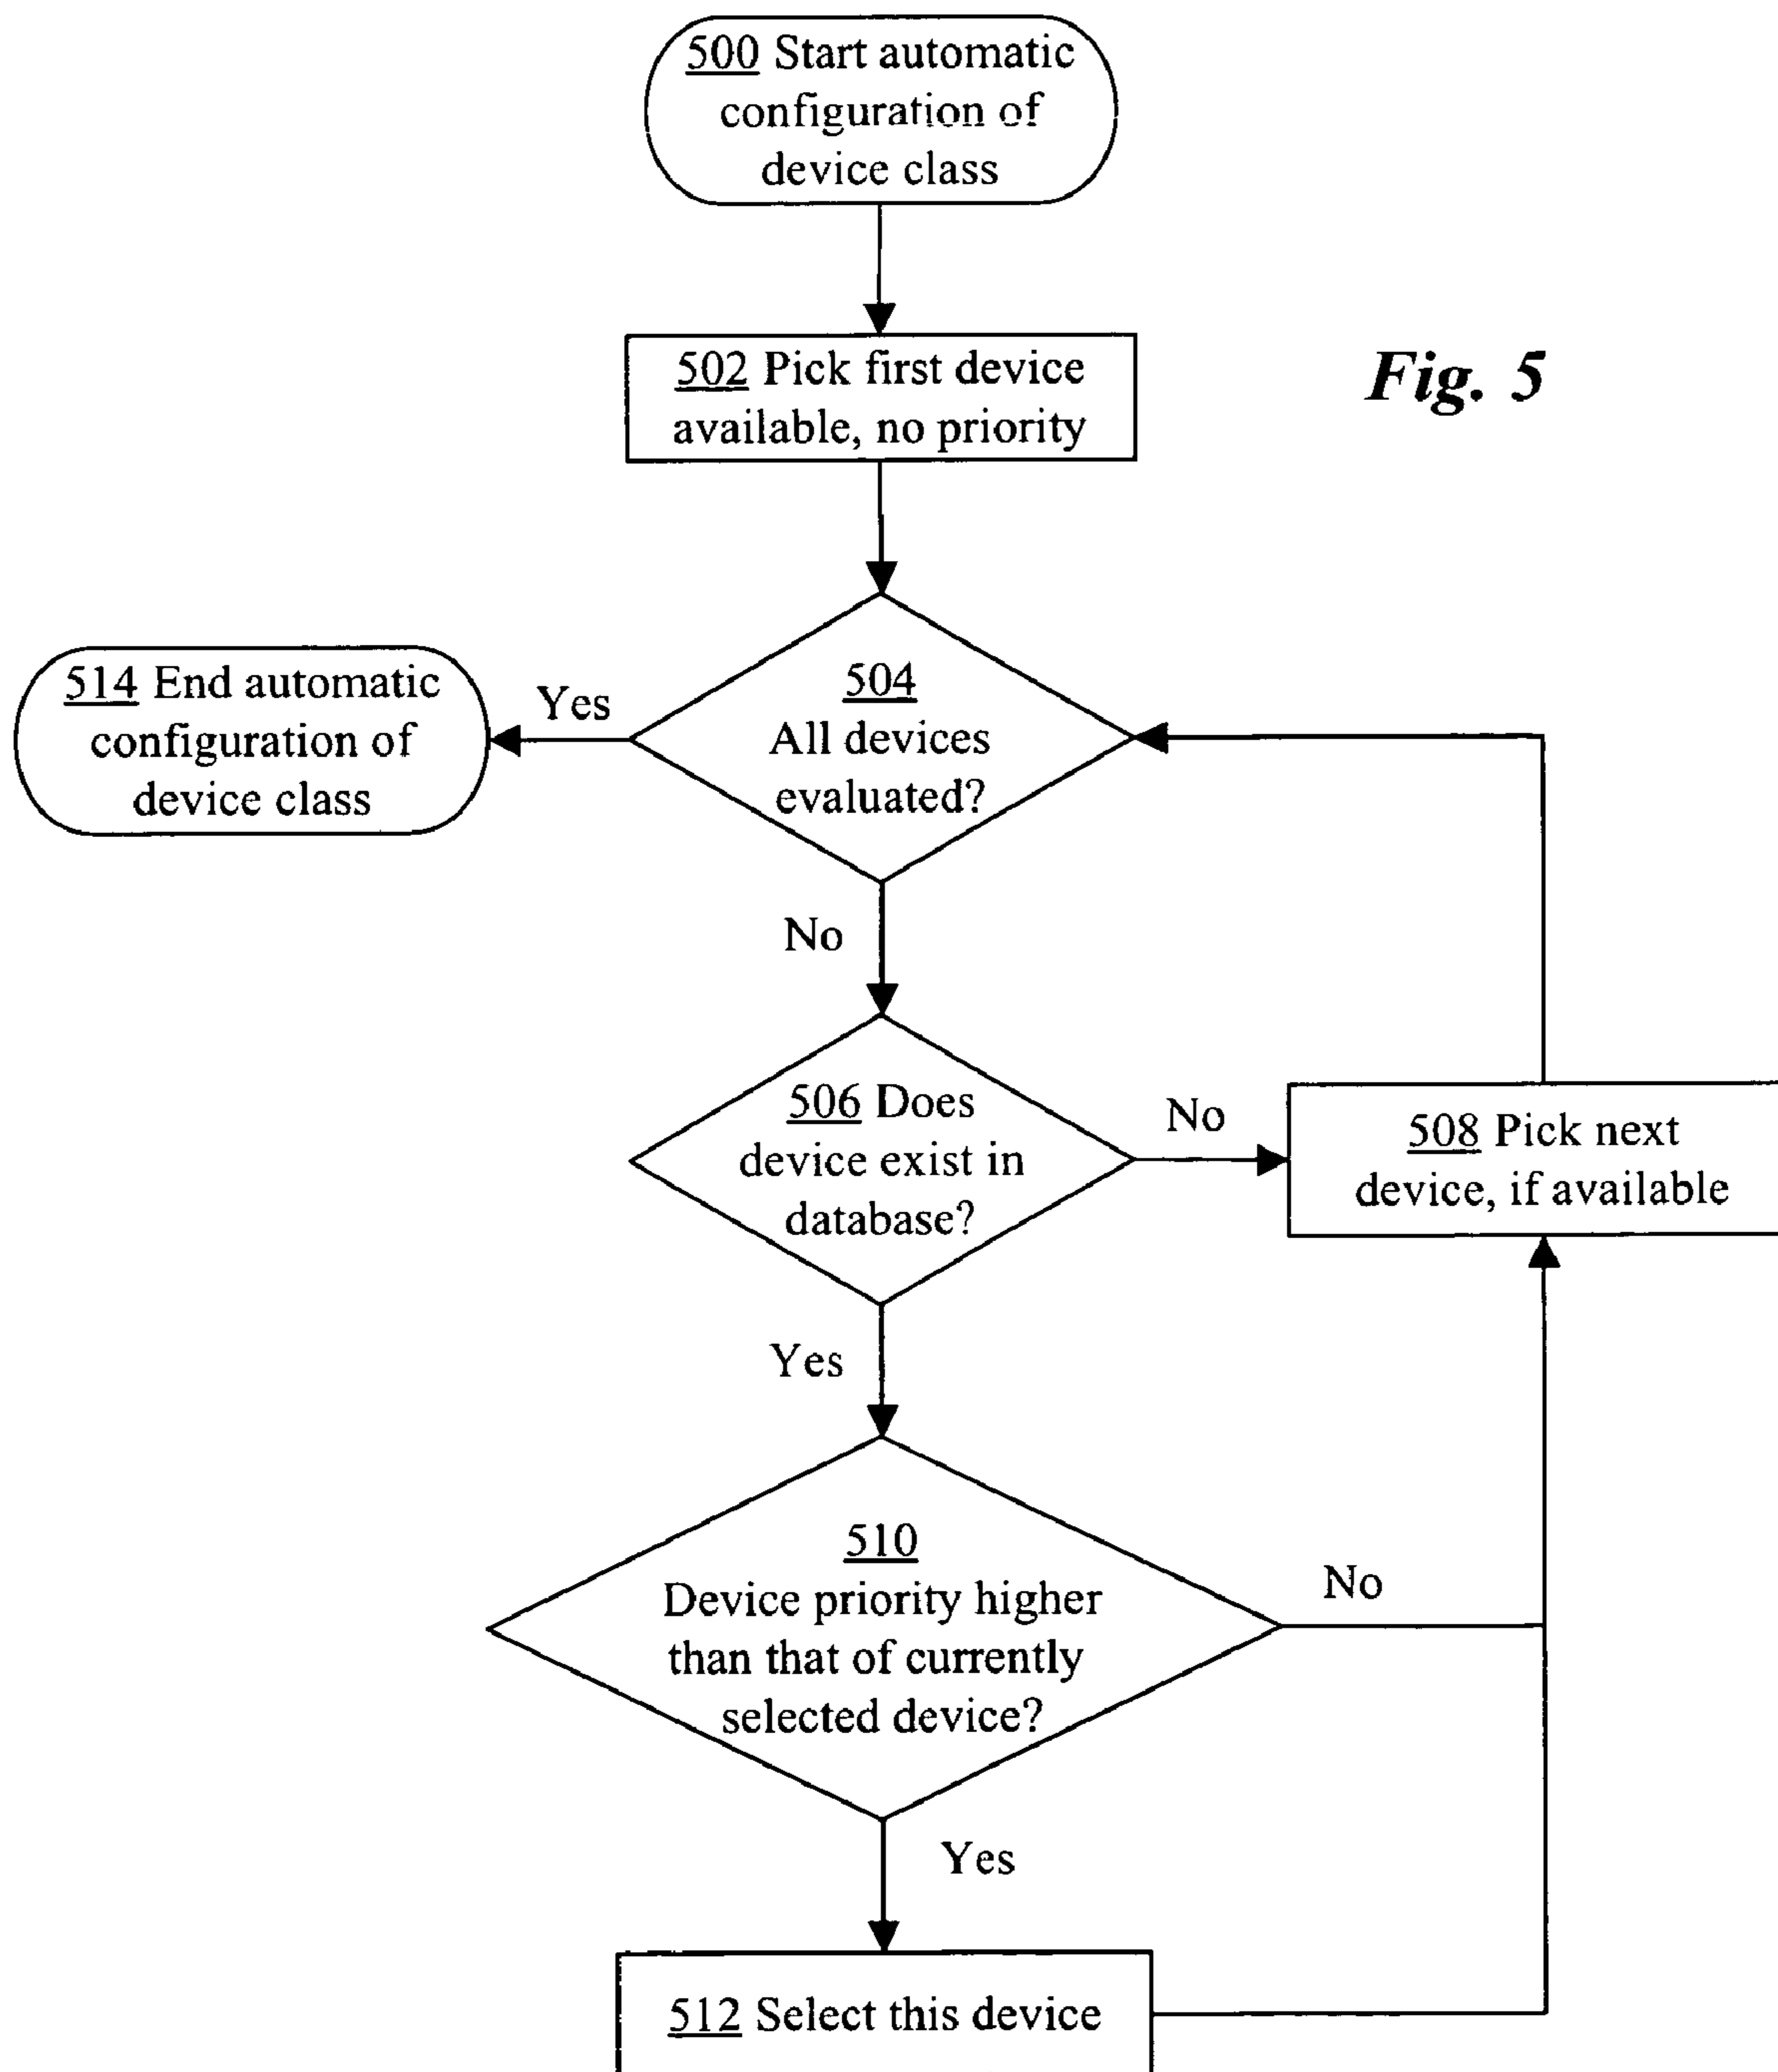 500 Start automatic
configuration of
device class
502 Pick first device
available, no priority
Fig. 5
504
All devices
evaluated?
Yes
514 End automatic
configuration of
device class
No
506 Does
device exist in
database?
No
508 Pick next
device, if available
Yes
510
Device priority higher
than that of currently
selected device?
No
Yes
512 Select this device